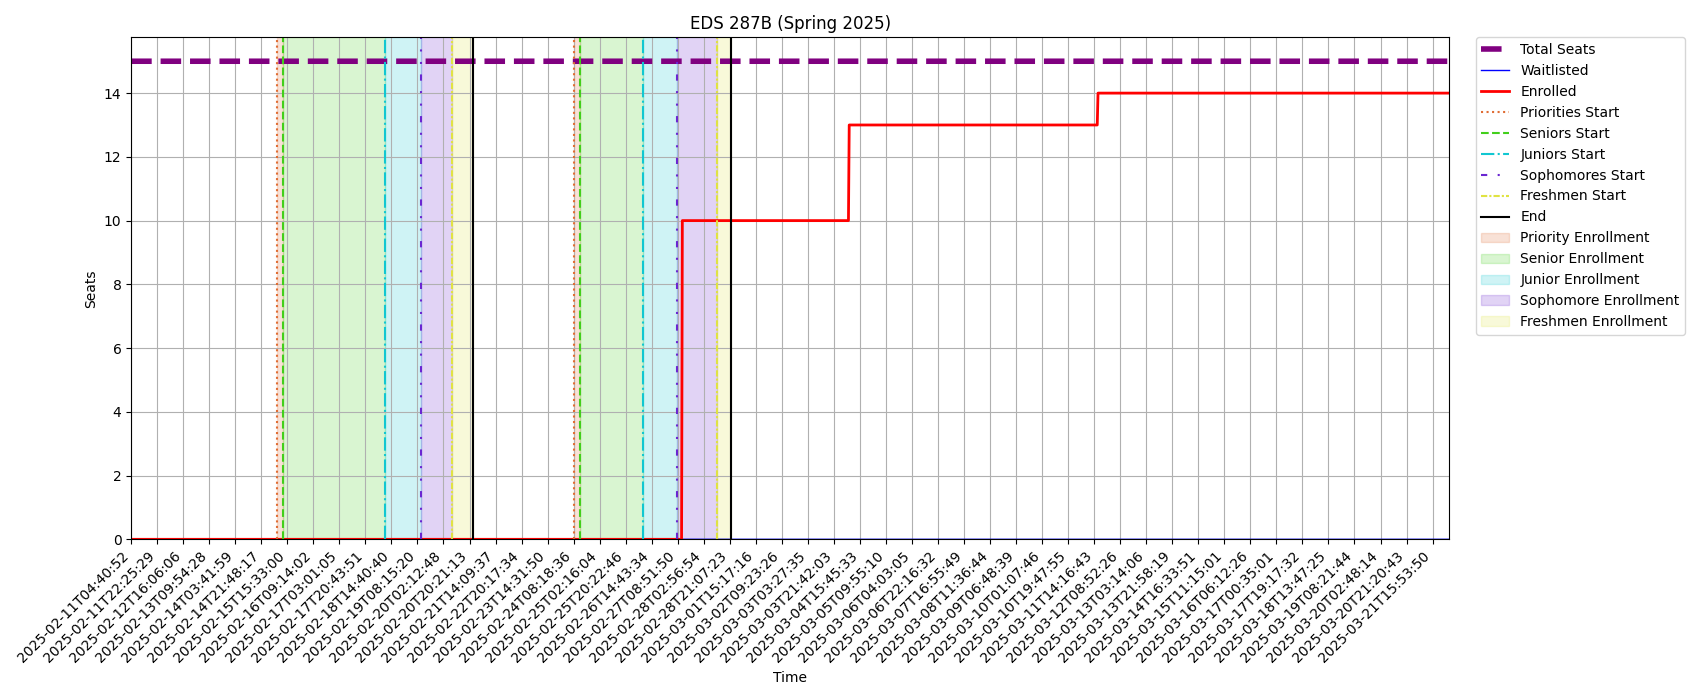 EDS 287B (Spring 2025)
Total Seats
Waitlisted
Enrolled
Priorities Start
Seniors Start
Juniors Start
Sophomores Start
Freshmen Start
End
Priority Enrollment
Senior Enrollment
Junior Enrollment
Sophomore Enrollment
Freshmen Enrollment
Seats
14
12
10
8
6
4
2
0
2025-02-11T04:40:52
2025-02-11T22:25:29
2025-02-12T16:06:06
2025-02-13T09:54:28
2025-02-14T03:41:59
2025-02-14T21:48:17
2025-02-15T15:33:00
2025-02-16T09:14:02
2025-02-17T03:01:05
2025-02-17T20:43:51
2025-02-18T14:40:40
2025-02-19T08:15:20
2025-02-20T02:12:48
2025-02-20T20:21:13
2025-02-21T14:09:37
2025-02-22T20:17:34
2025-02-23T14:31:50
2025-02-24T08:18:36
2025-02-25T02:16:04
2025-02-25T20:22:46
2025-02-26T14:43:34
2025-02-27T08:51:50
2025-02-28T02:56:54
2025-02-28T21:07:23
2025-03-01T15:17:16
2025-03-02T09:23:26
2025-03-03T03:27:35
2025-03-03T21:42:03
2025-03-04T15:45:33
2025-03-05T09:55:10
2025-03-06T04:03:05
2025-03-06T22:16:32
2025-03-07T16:55:49
2025-03-08T11:36:44
2025-03-09T06:48:39
2025-03-10T01:07:46
2025-03-10T19:47:55
2025-03-11T14:16:43
2025-03-12T08:52:26
2025-03-13T03:14:06
2025-03-13T21:58:19
2025-03-14T16:33:51
2025-03-15T11:15:01
2025-03-16T06:12:26
2025-03-17T00:35:01
2025-03-17T19:17:32
2025-03-18T13:47:25
2025-03-19T08:21:44
2025-03-20T02:48:14
2025-03-20T21:20:43
2025-03-21T15:53:50
Time